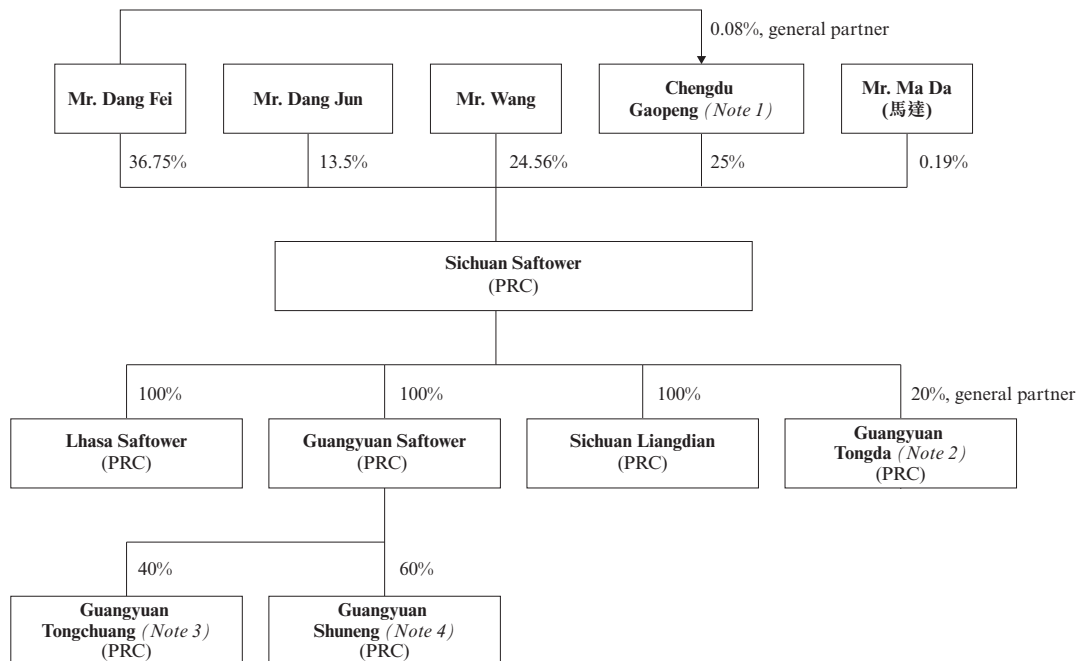 0.08%, general partner
Mr. Dang Fei
Mr. Dang Jun
Mr. Wang
Chengdu
Gaopeng (Note 1)
Mr. Ma Da
(馬達)
36.75%
13.5%
24.56%
25%
0.19%
Sichuan Saftower
(PRC)
100%
100%
100%
20%, general partner
Lhasa Saftower
(PRC)
Guangyuan Saftower
(PRC)
Sichuan Liangdian
(PRC)
Guangyuan
Tongda (Note 2)
(PRC)
40%
60%
Guangyuan
Tongchuang (Note 3)
(PRC)
Guangyuan
Shuneng (Note 4)
(PRC)